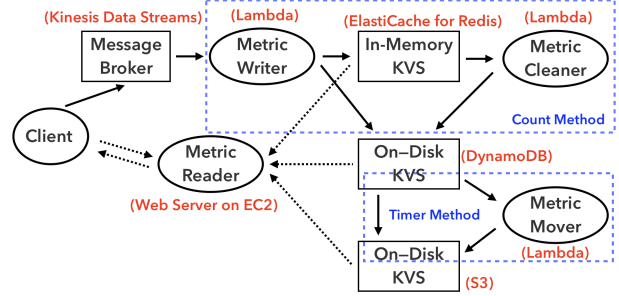 (Kinesis Data Streams)
(Lambda)
(ElastiCache for Redis)
(Lambda)
Message
Broker
Metric
Writer
In-Memory
KVS
Metric
Cleaner
Count Method
Client
Metric
Reader
(Web Server on EC2)
On–Disk
KVS
(DynamoDB)
Timer Method
Metric
Mover
(Lambda)
On–Disk
KVS
(S3)